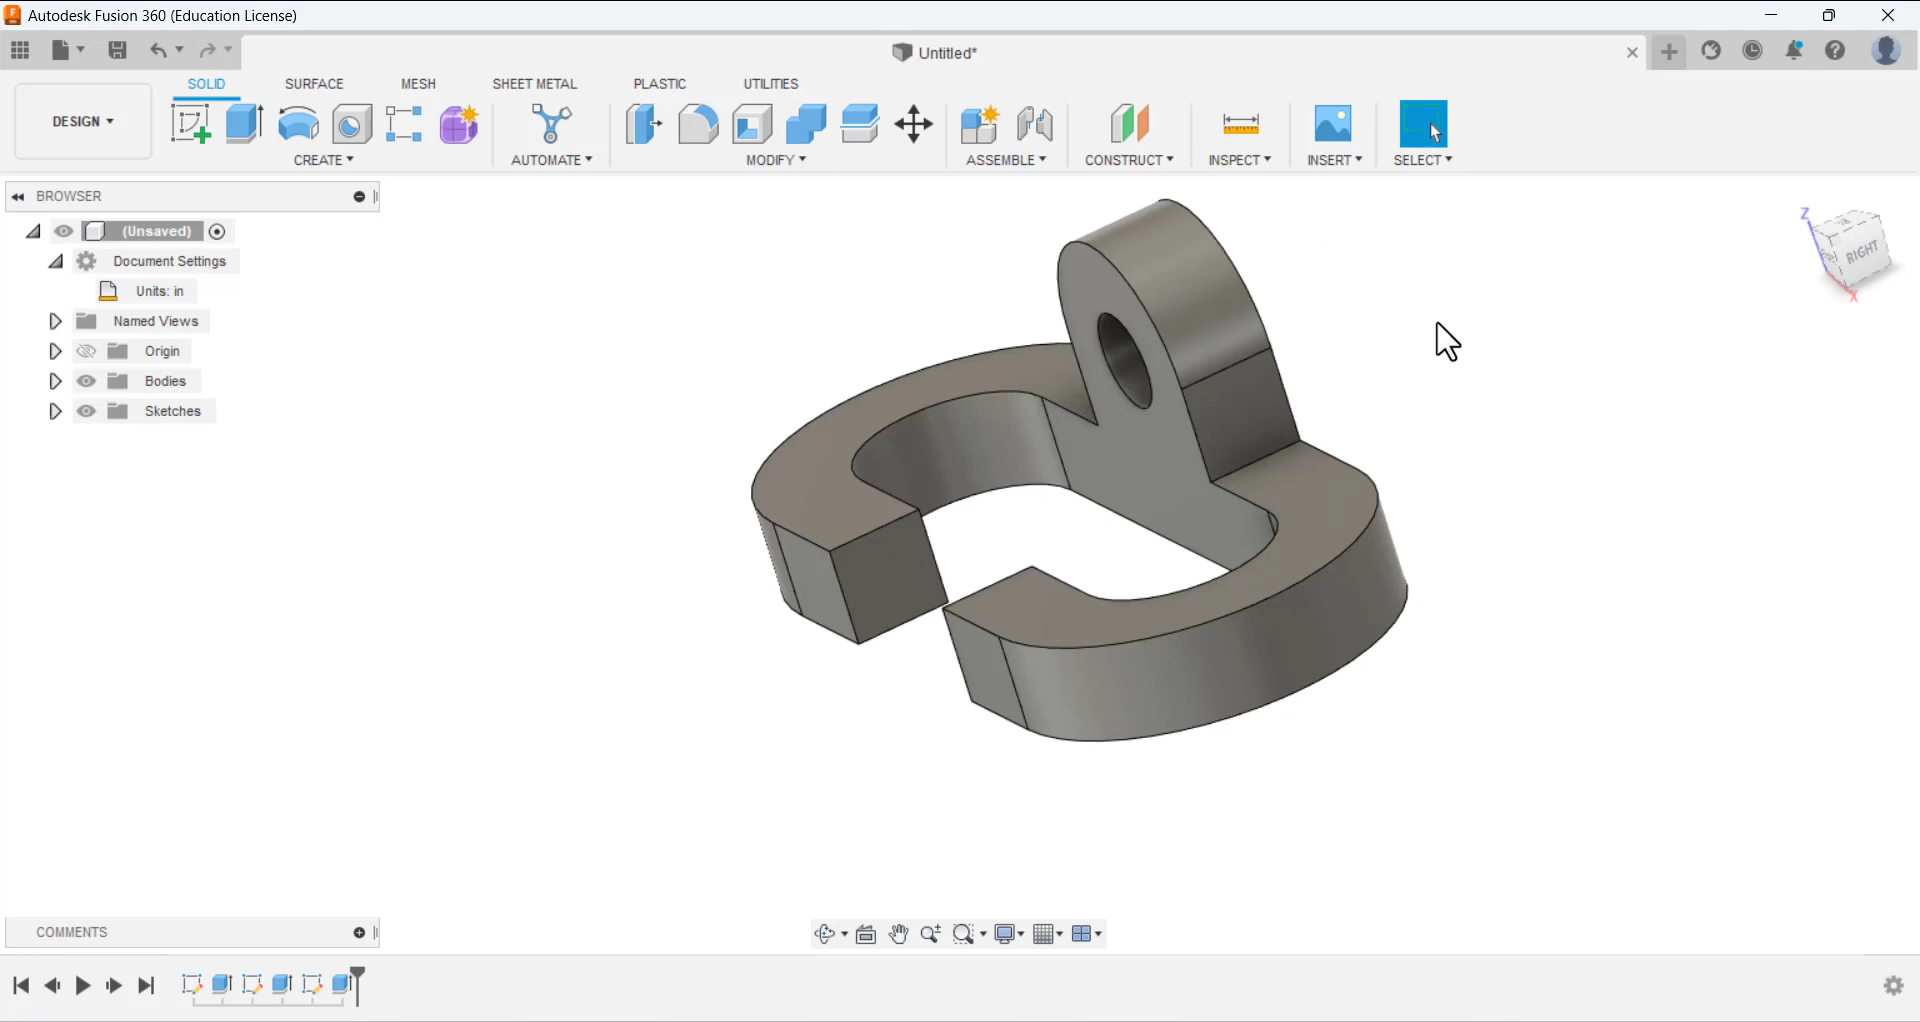 Autodesk Fusion 360 (Education License)
Untitled*
SOLID SURFACE MESH SHEET METAL PLASTIC UTILITIES
DESIGN
CREATE AUTOMATE MODIFY ASSEMBLE CONSTRUCT INSPECT INSERT SELECT
BROWSER
(Unsaved)
Document Settings
Units: in
Named Views
Origin
Bodies
Sketches
Z
RIGHT
X
COMMENTS